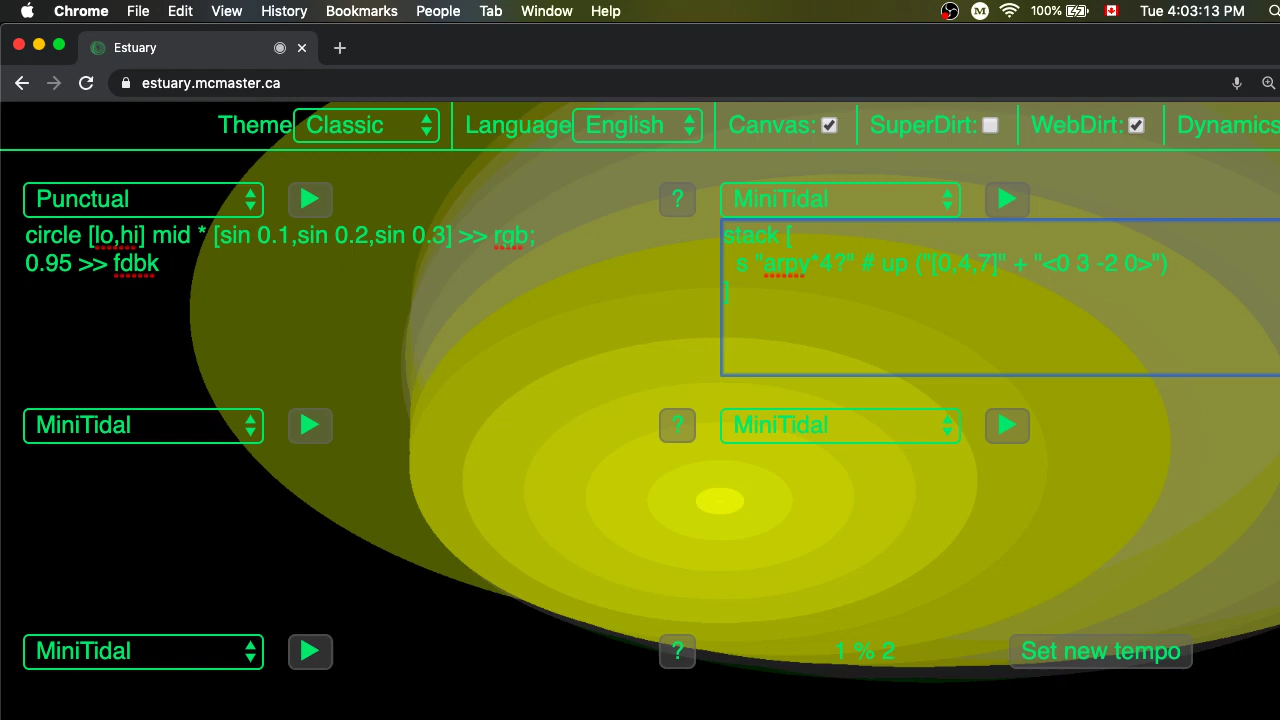 Chrome File Edit View History Bookmarks People Tab Window Help M 100% Tue 4:03:13 PM
Estuary
estuary.mcmaster.ca
Theme Classic Language English Canvas: SuperDirt: WebDirt: Dynamics
Punctual ? MiniTidal
circle [lo,hi] mid * [sin 0.1,sin 0.2,sin 0.3] >> rgb;
0.95 >> fdbk
stack [
s "arpy*4?" # up ("[0,4,7]" + "<0 3 -2 0>")
]
MiniTidal ? MiniTidal
MiniTidal ? 1 % 2 Set new tempo